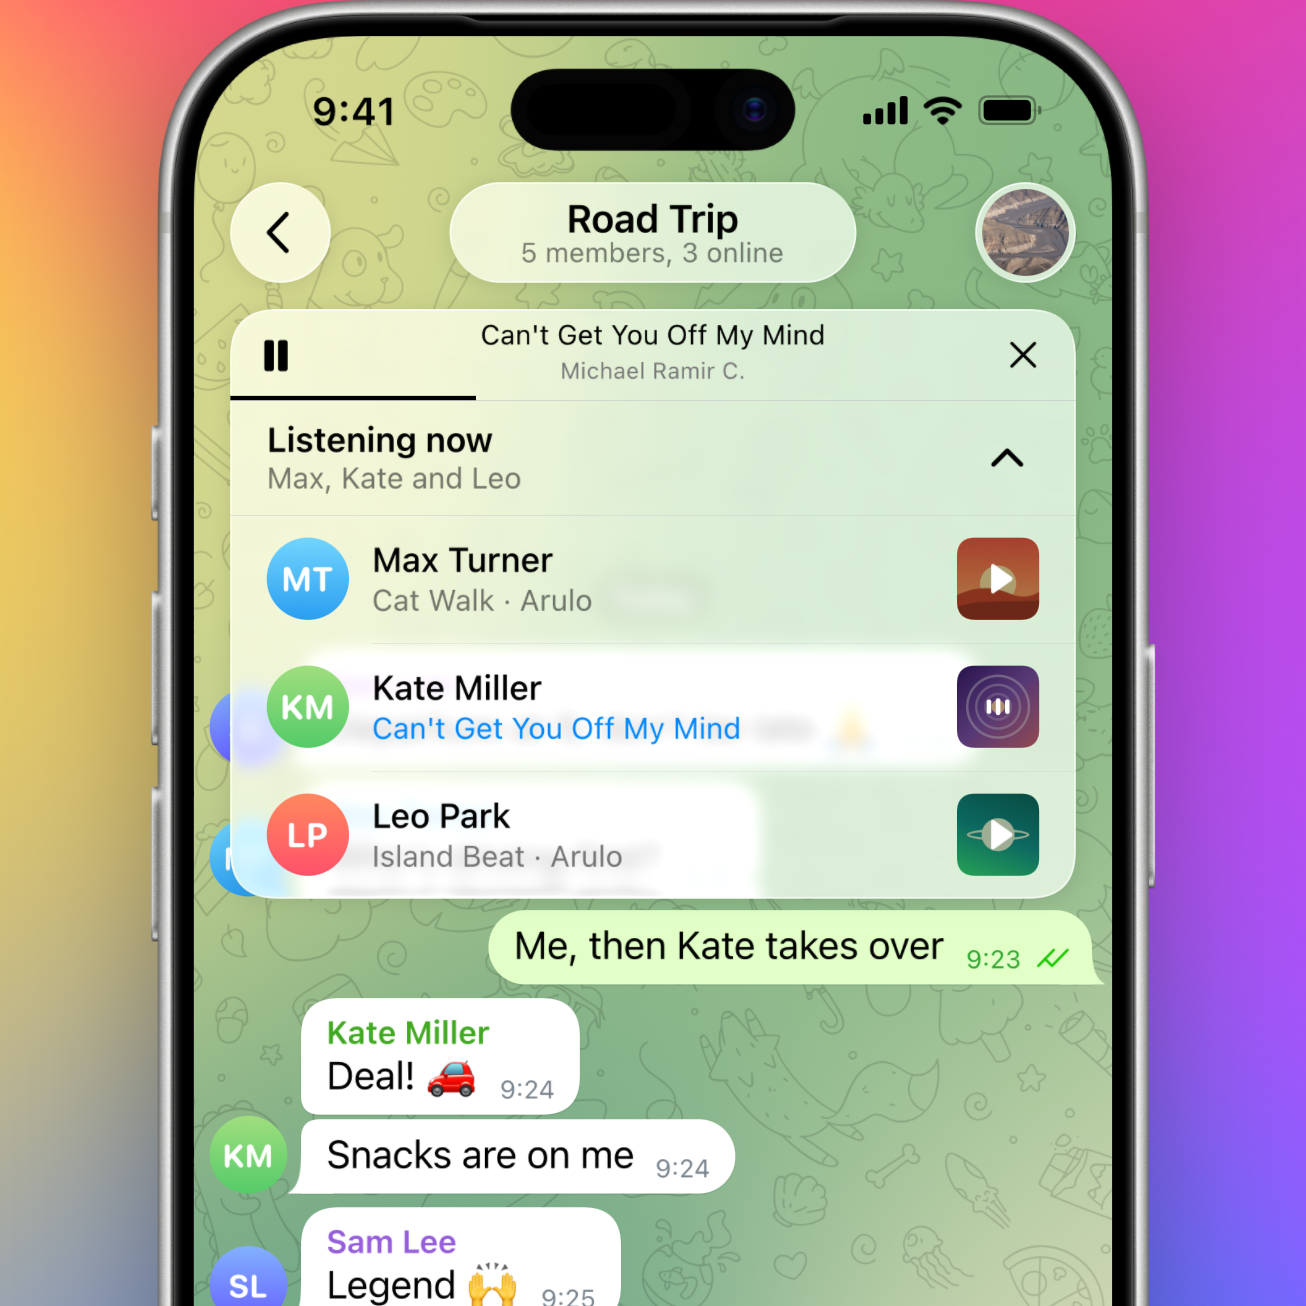 9:41
Road Trip
5 members, 3 online
Can't Get You Off My Mind
Michael Ramir C.
Listening now
Max, Kate and Leo
MT
Max Turner
Cat Walk · Arulo
KM
Kate Miller
Can't Get You Off My Mind
LP
Leo Park
Island Beat · Arulo
Me, then Kate takes over 9:23
Kate Miller
Deal! 🚗 9:24
KM
Snacks are on me 9:24
Sam Lee
SL
Legend 🙌 9:25